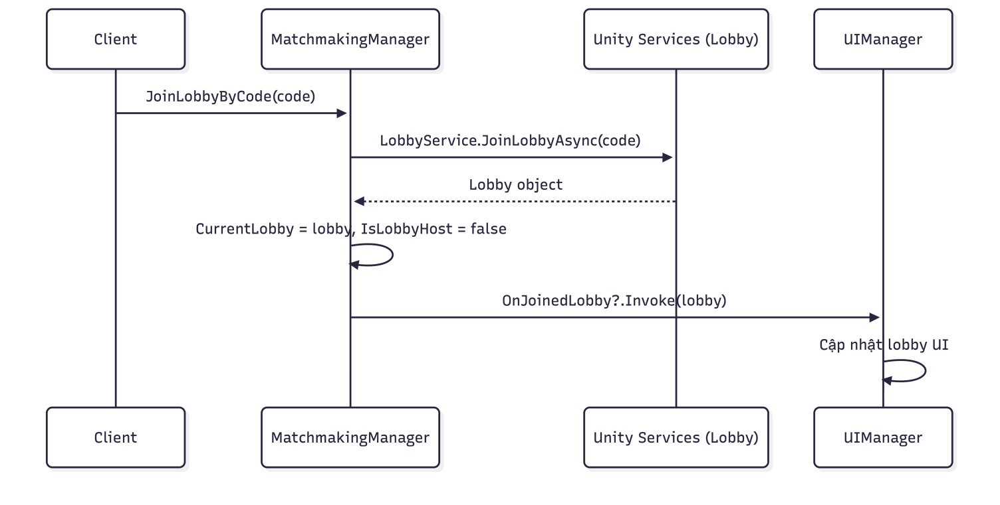 Client
MatchmakingManager
Unity Services (Lobby)
UIManager
JoinLobbyByCode(code)
LobbyService.JoinLobbyAsync(code)
Lobby object
CurrentLobby = lobby, IsLobbyHost = false
OnJoinedLobby?.Invoke(lobby)
Cập nhật lobby UI
Client
MatchmakingManager
Unity Services (Lobby)
UIManager